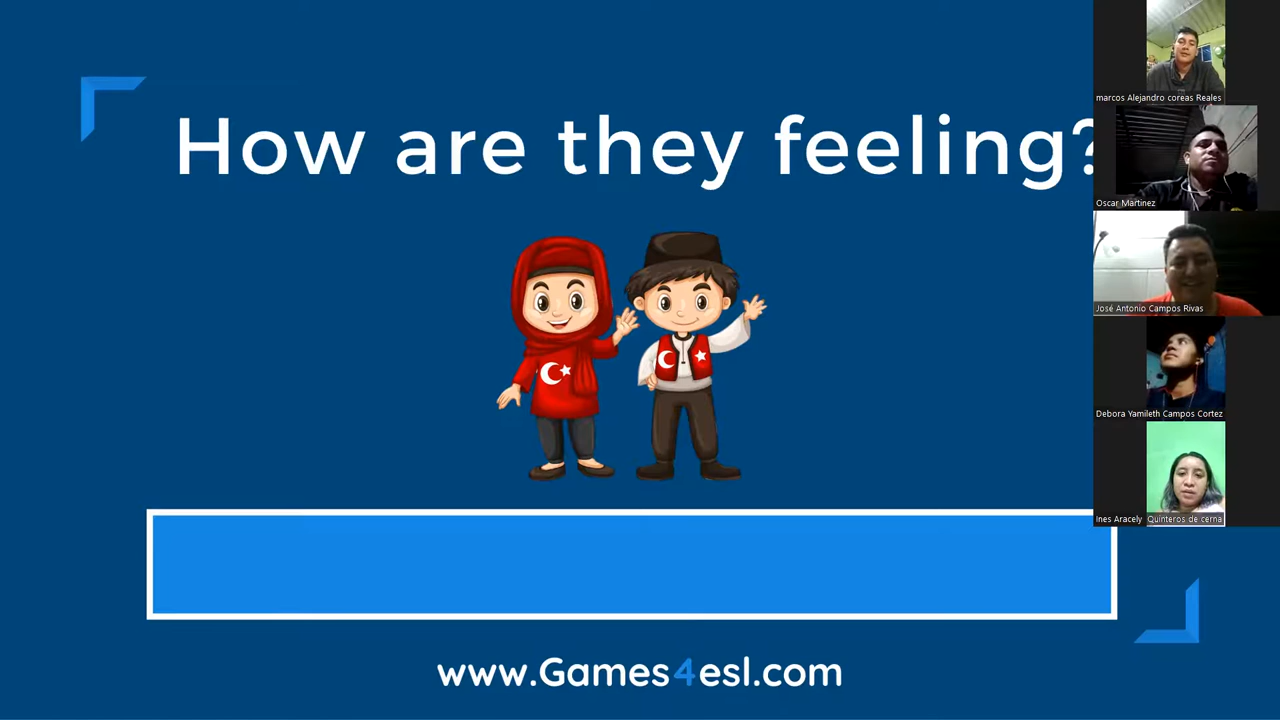 How are they feeling?
marcos Alejandro coreas Reales
Oscar Martinez
José Antonio Campos Rivas
Debora Yamileth Campos Cortez
Ines Aracely Quinteros de cerna
www.Games4esl.com